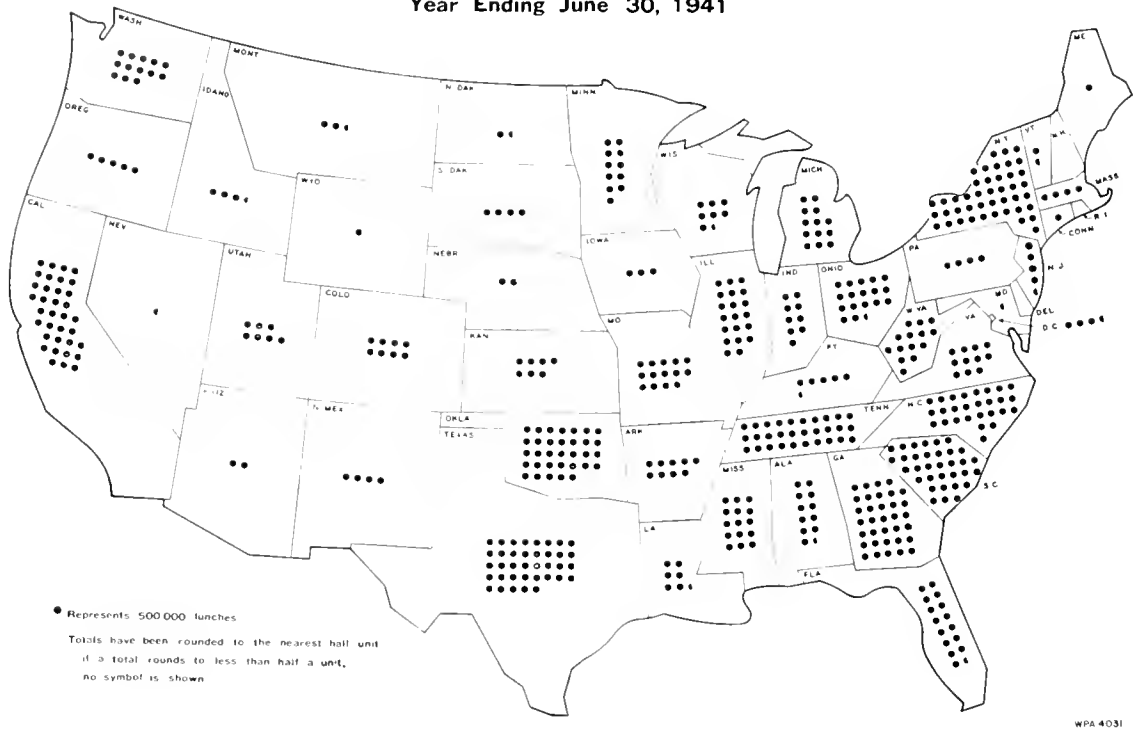 Year Ending June 30, 1941
WASH
MONT
N DAK
MINN
ME
IDAHO
OREG
WIS
N.Y.
VT
N.H.
MICH
MASS
S. DAK
WYO
R I
CONN
CAL
NEV
UTAH
NEBR
IOWA
ILL
IND
OHIO
PA
N.J.
COLO
MO
W VA
VA
MD
DEL
D.C.
KAN
KY
TENN
N.C.
ARIZ
N MEX
OKLA
TEXAS
ARK
MISS
ALA
GA
S.C
LA
FLA
Represents 500 000 lunches
Totals have been rounded to the nearest half unit
if a total rounds to less than half a unit,
no symbol is shown
WPA 4031